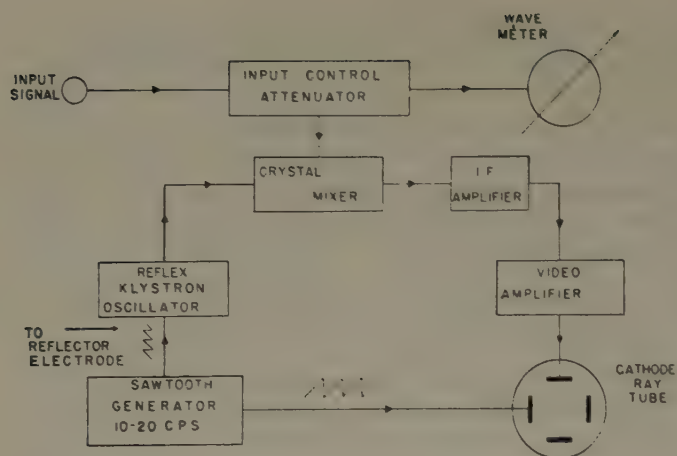 WAVE
METER
INPUT
SIGNAL
INPUT CONTROL
ATTENUATOR
CRYSTAL
MIXER
I F
AMPLIFIER
REFLEX
KLYSTRON
OSCILLATOR
VIDEO
AMPLIFIER
TO
REFLECTOR
ELECTRODE
SAWTOOTH
GENERATOR
10-20 CPS
CATHODE
RAY
TUBE